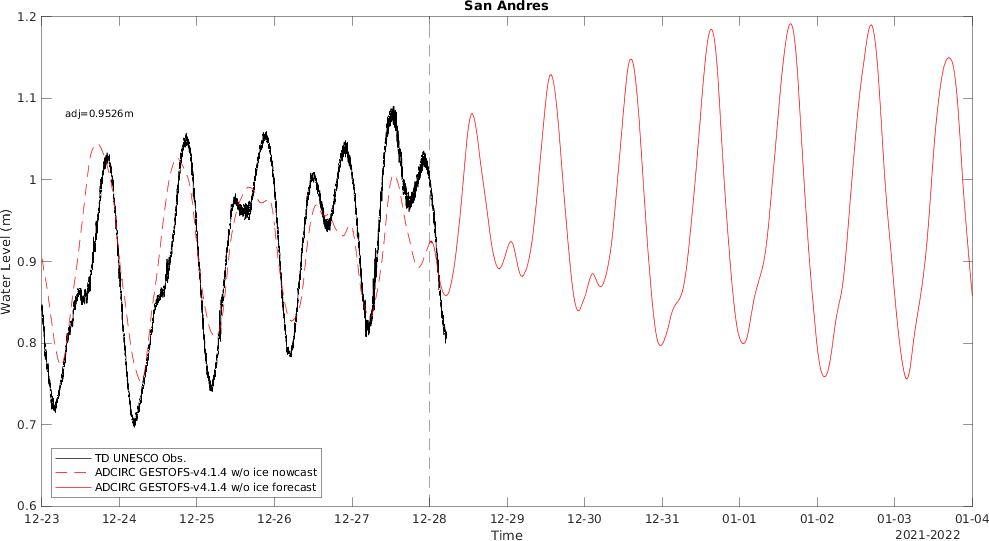 San Andres
1.2
1.1
1
0.9
0.8
0.7
0.6
Water Level (m)
adj=0.9526m
TD UNESCO Obs.
ADCIRC GESTOFS-v4.1.4 w/o ice nowcast
ADCIRC GESTOFS-v4.1.4 w/o ice forecast
12-23 12-24 12-25 12-26 12-27 12-28 12-29 12-30 12-31 01-01 01-02 01-03 01-04
Time
2021-2022